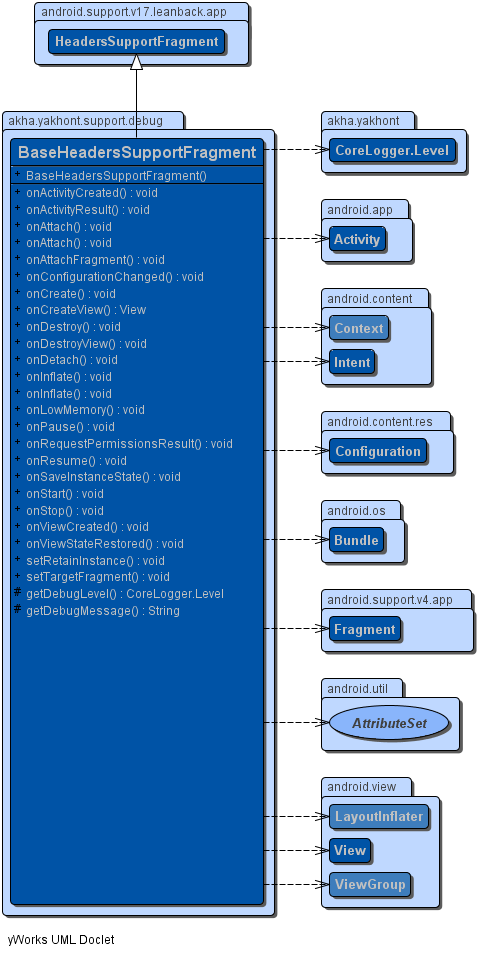 android.support.v17.leanback.app
HeadersSupportFragment
akha.yakhont.support.debug
BaseHeadersSupportFragment
+ BaseHeadersSupportFragment()
+ onActivityCreated() : void
+ onActivityResult() : void
+ onAttach() : void
+ onAttach() : void
+ onAttachFragment() : void
+ onConfigurationChanged() : void
+ onCreate() : void
+ onCreateView() : View
+ onDestroy() : void
+ onDestroyView() : void
+ onDetach() : void
+ onInflate() : void
+ onInflate() : void
+ onLowMemory() : void
+ onPause() : void
+ onRequestPermissionsResult() : void
+ onResume() : void
+ onSaveInstanceState() : void
+ onStart() : void
+ onStop() : void
+ onViewCreated() : void
+ onViewStateRestored() : void
+ setRetainInstance() : void
+ setTargetFragment() : void
# getDebugLevel() : CoreLogger.Level
# getDebugMessage() : String
akha.yakhont
CoreLogger.Level
android.app
Activity
android.content
Context
Intent
android.content.res
Configuration
android.os
Bundle
android.support.v4.app
Fragment
android.util
AttributeSet
android.view
LayoutInflater
View
ViewGroup
yWorks UML Doclet